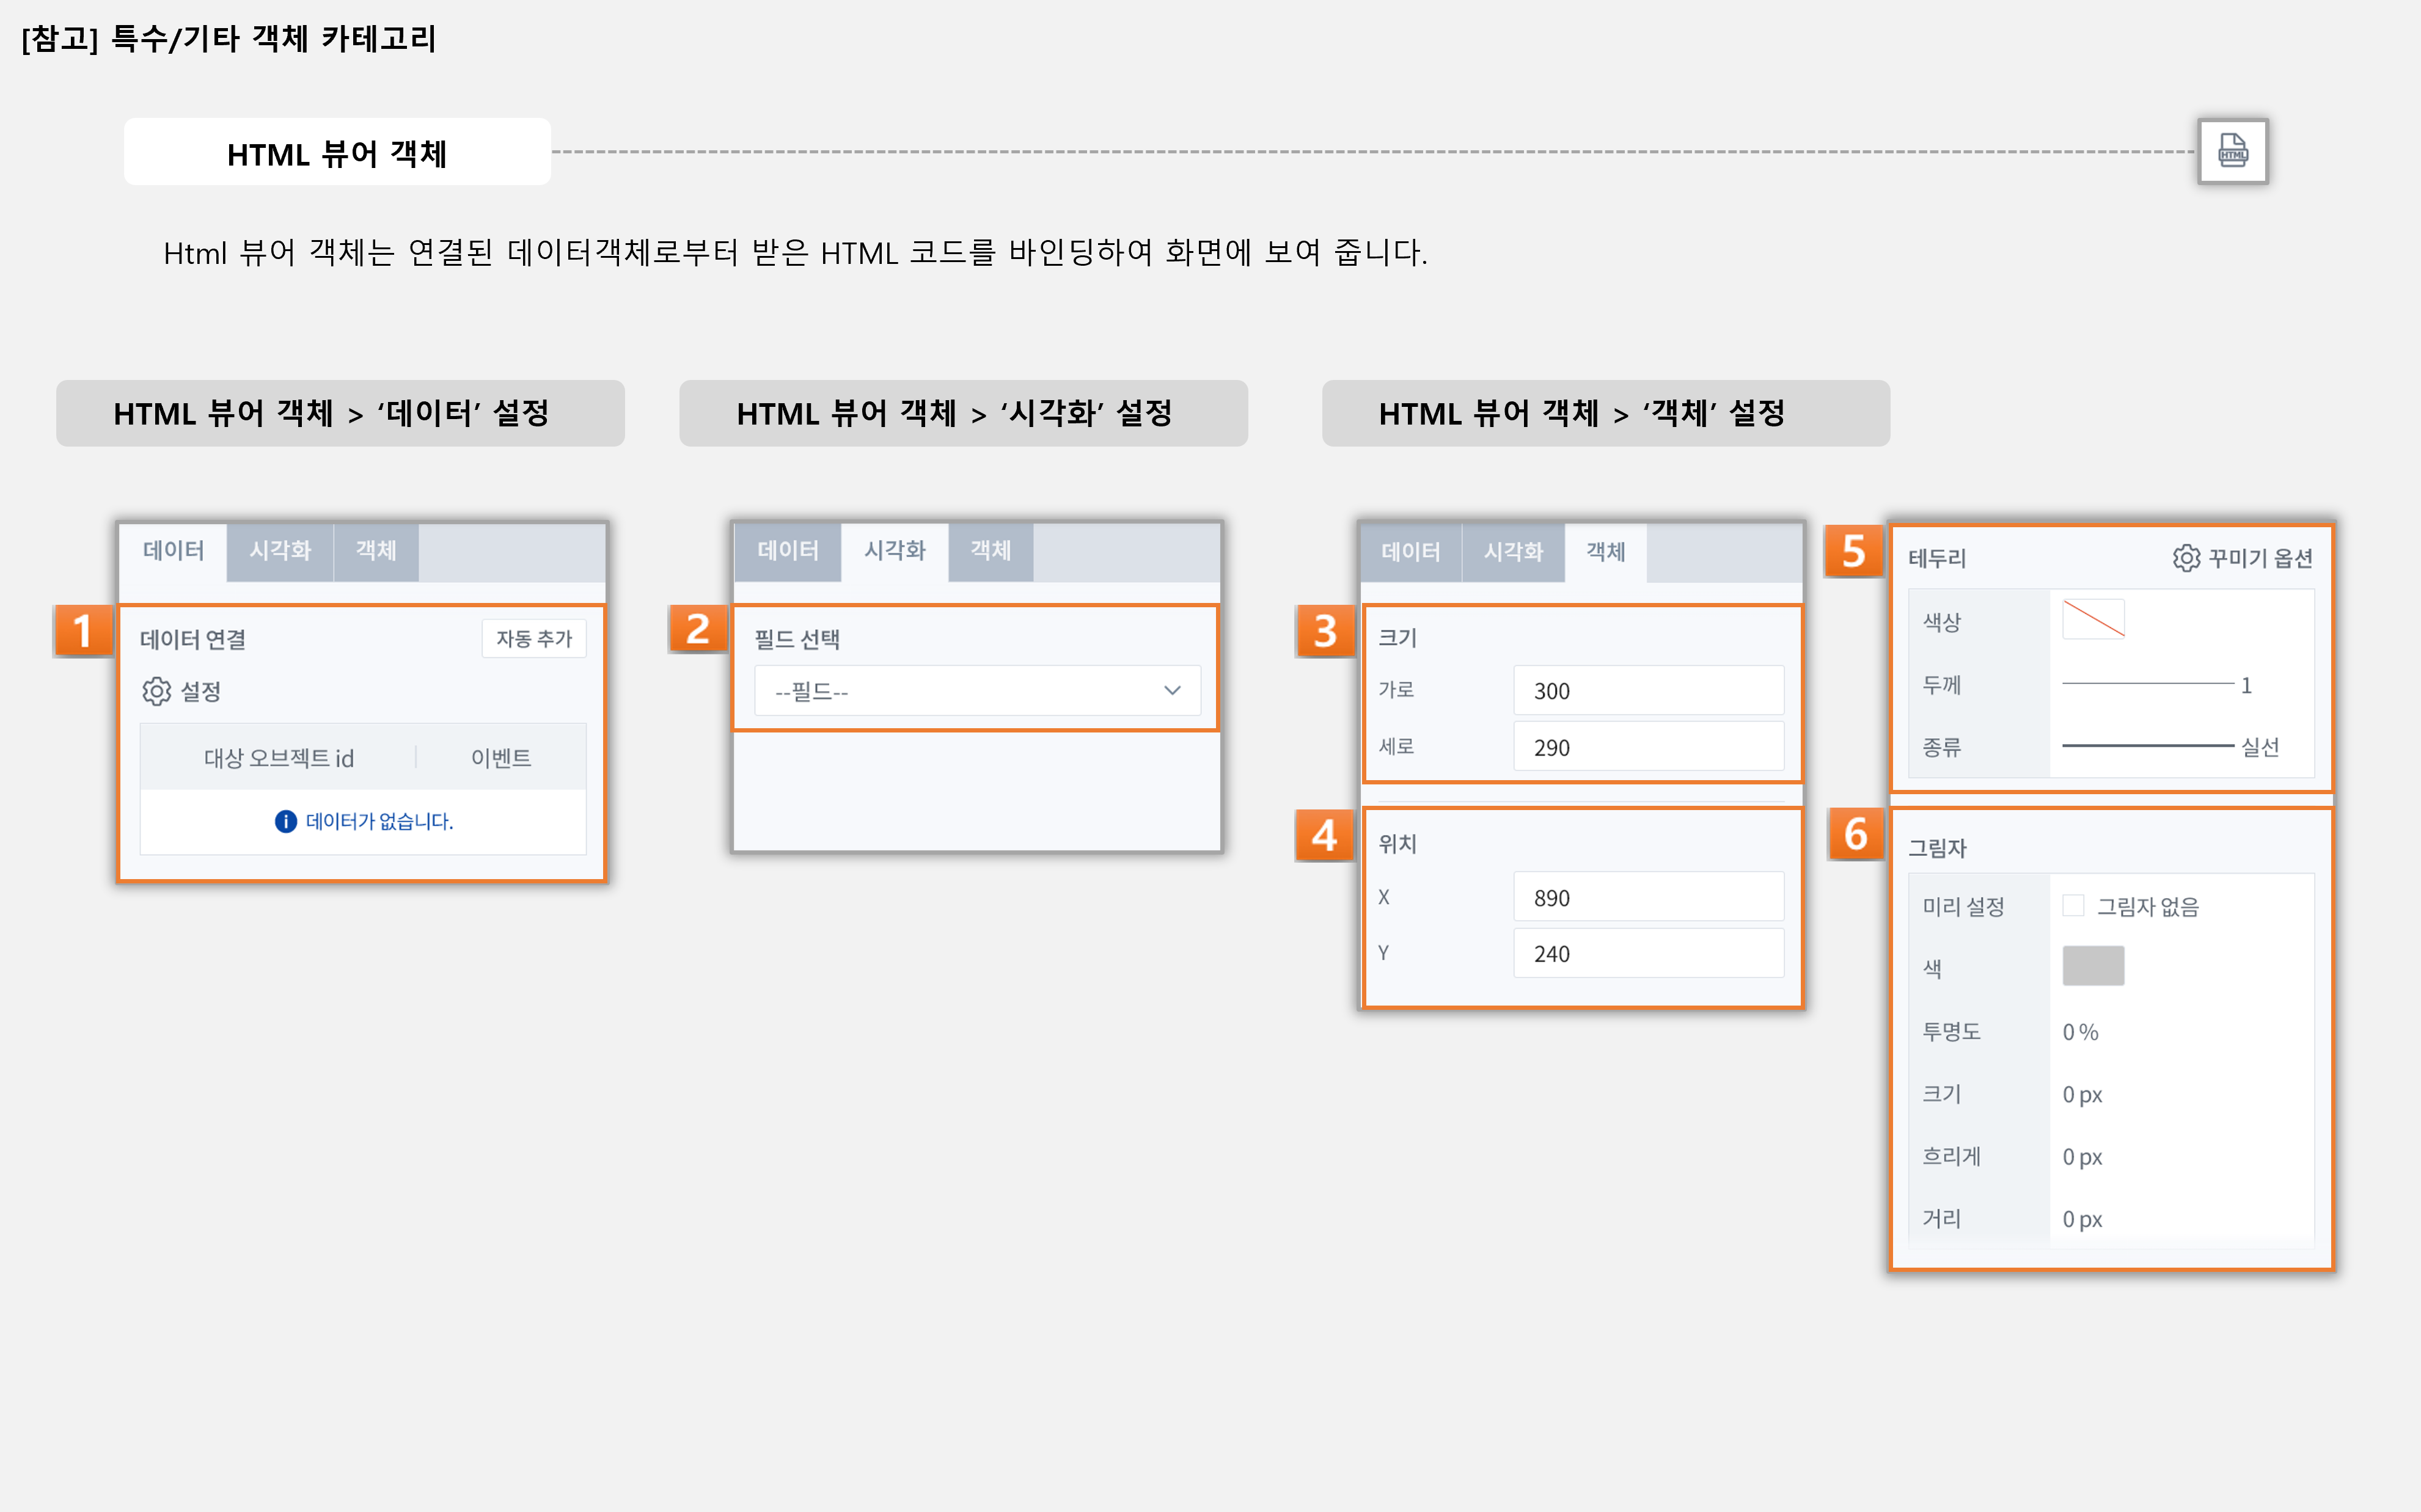 [참고] 특수/기타 객체 카테고리
HTML 뷰어 객체
HTML
Html 뷰어 객체는 연결된 데이터객체로부터 받은 HTML 코드를 바인딩하여 화면에 보여 줍니다.
HTML 뷰어 객체 > ‘데이터’ 설정
데이터 시각화 객체
1
데이터 연결 자동 추가
설정
대상 오브젝트 id 이벤트
데이터가 없습니다.
HTML 뷰어 객체 > ‘시각화’ 설정
데이터 시각화 객체
2
필드 선택
--필드--
HTML 뷰어 객체 > ‘객체’ 설정
데이터 시각화 객체
3
크기
가로 300
세로 290
4
위치
X 890
Y 240
5
테두리 꾸미기 옵션
색상
두께 1
종류 실선
6
그림자
미리 설정 그림자 없음
색
투명도 0 %
크기 0 px
흐리게 0 px
거리 0 px